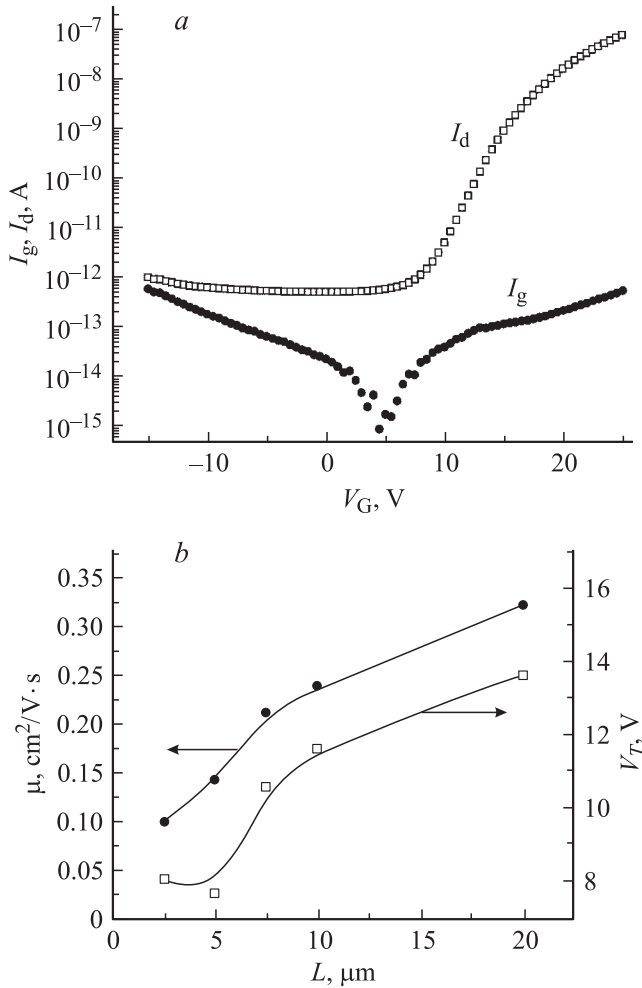 a
10⁻⁷
10⁻⁸
10⁻⁹
10⁻¹⁰
10⁻¹¹
10⁻¹²
10⁻¹³
10⁻¹⁴
10⁻¹⁵
I_g, I_d, A
I_d
I_g
−10 0 10 20
V_G, V
b
0.35
0.30
0.25
0.20
0.15
0.10
0.05
0
μ, cm²/V·s
16
14
12
10
8
V_T, V
0 5 10 15 20
L, μm